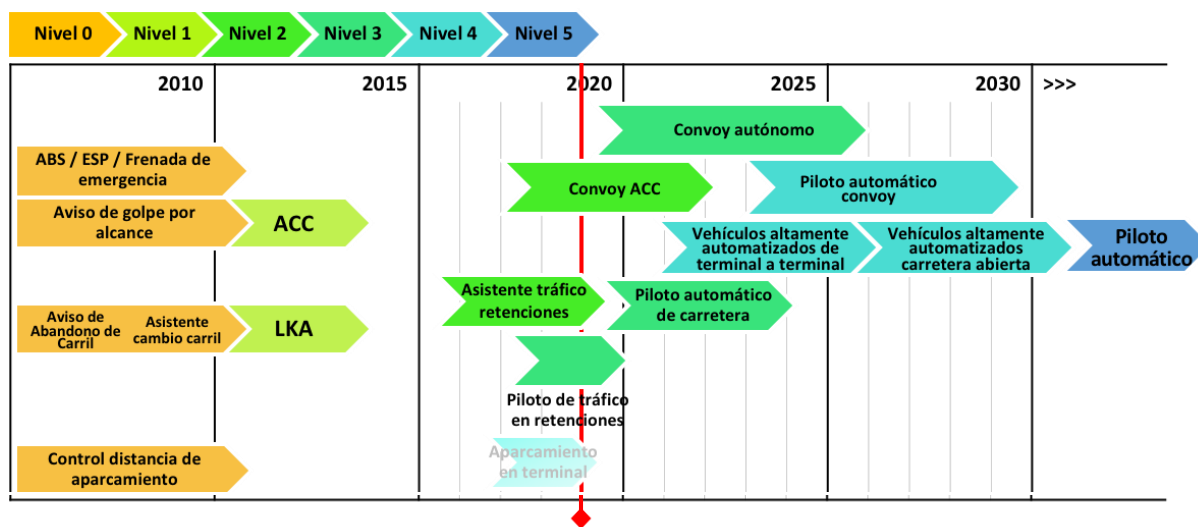 Nivel 0
Nivel 1
Nivel 2
Nivel 3
Nivel 4
Nivel 5
2010
2015
2020
2025
2030
>>>
Convoy autónomo
ABS / ESP / Frenada de
emergencia
Convoy ACC
Piloto automático
convoy
Aviso de golpe por
alcance
ACC
Vehículos altamente
automatizados de
terminal a terminal
Vehículos altamente
automatizados
carretera abierta
Piloto
automático
Asistente tráfico
retenciones
Piloto automático
de carretera
Aviso de
Abandono de
Carril
Asistente
cambio carril
LKA
Piloto de tráfico
en retenciones
Control distancia de
aparcamiento
Aparcamiento
en terminal